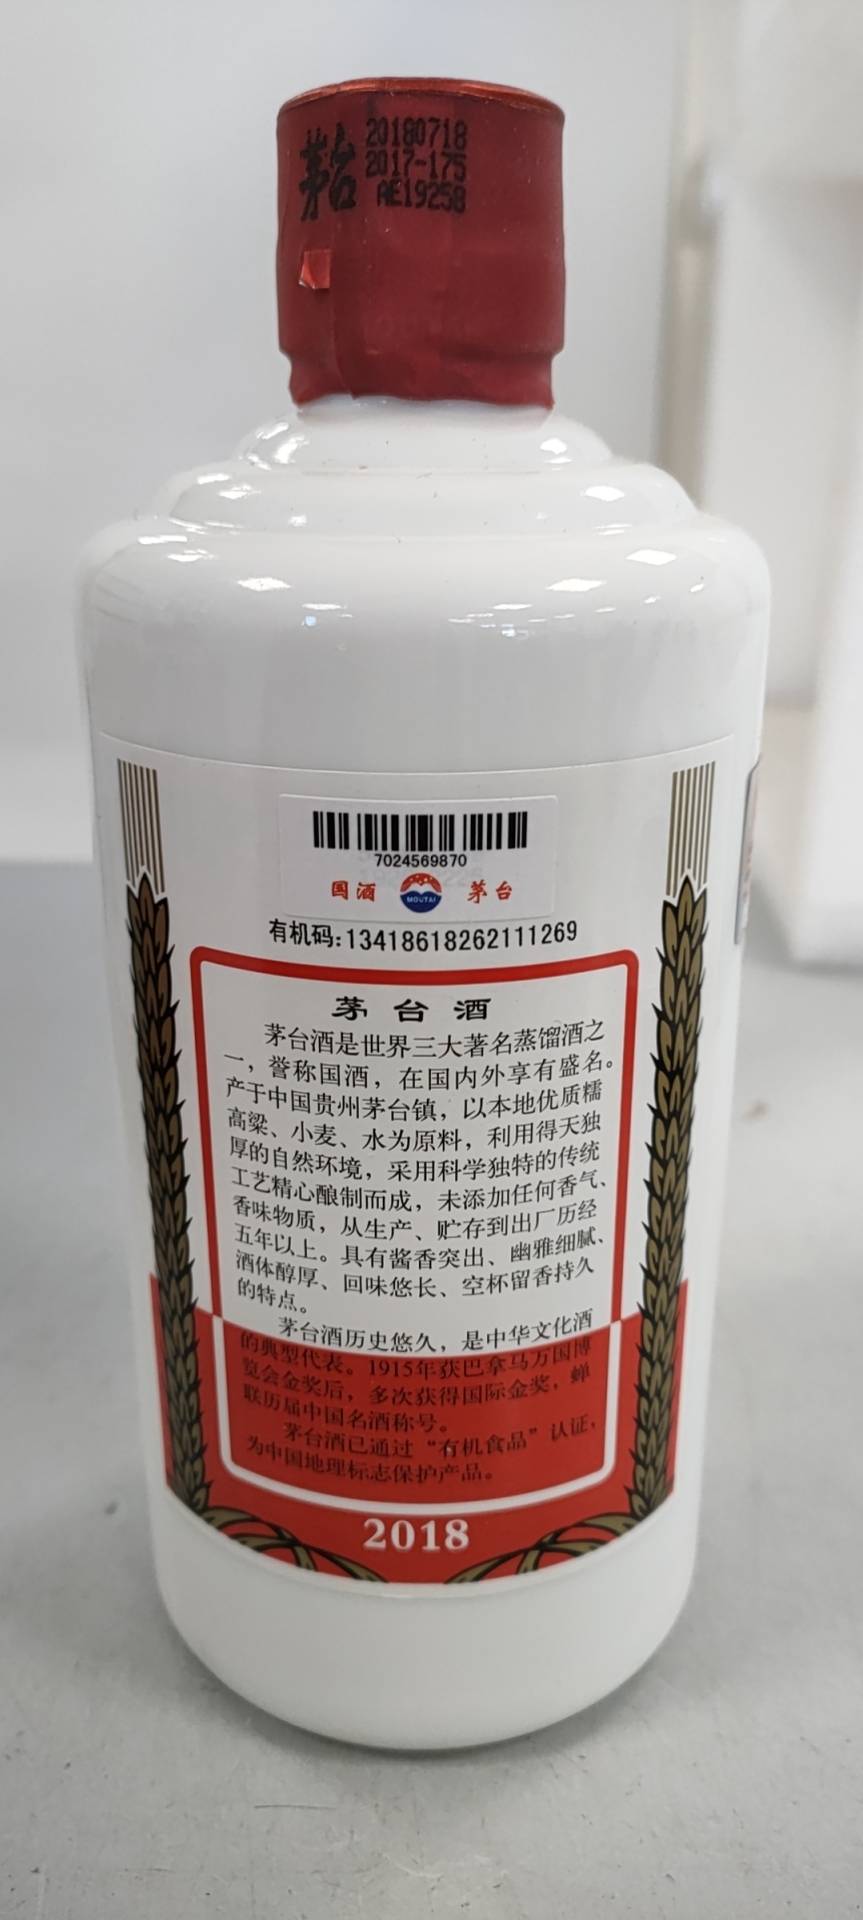 茅台
20180718
2017-175
AE19258
7024569870
国酒 MOUTAI 茅台
有机码:13418618262111269
茅台酒
茅台酒是世界三大著名蒸馏酒之
一，誉称国酒，在国内外享有盛名。
产于中国贵州茅台镇，以本地优质糯
高粱、小麦、水为原料，利用得天独
厚的自然环境，采用科学独特的传统
工艺精心酿制而成，未添加任何香气、
香味物质，从生产、贮存到出厂历经
五年以上。具有酱香突出、幽雅细腻、
酒体醇厚、回味悠长、空杯留香持久
的特点。
茅台酒历史悠久，是中华文化酒
的典型代表。1915年获巴拿马万国博
览会金奖后，多次获得国际金奖，蝉
联历届中国名酒称号。
茅台酒已通过“有机食品”认证，
为中国地理标志保护产品。
2018